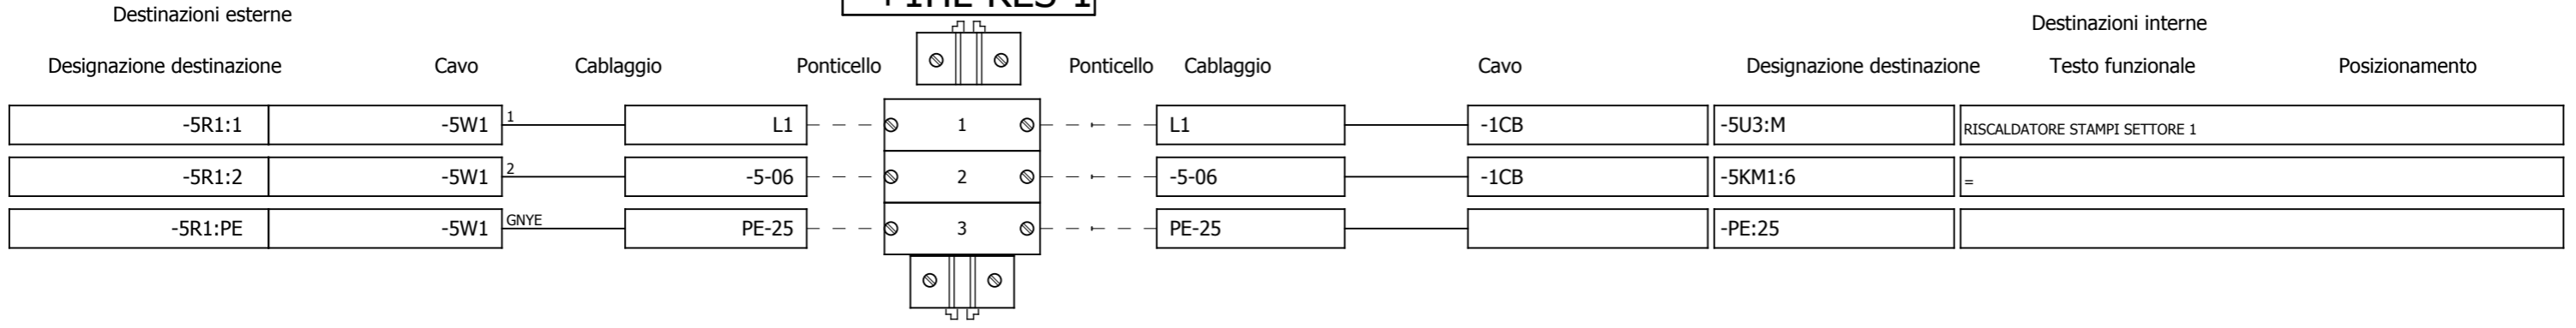 Destinazioni esterne
Destinazioni interne
Designazione destinazione Cavo Cablaggio Ponticello Ponticello Cablaggio Cavo Designazione destinazione Testo funzionale Posizionamento
-5R1:1 -5W1 1 L1 1 L1 -1CB -5U3:M RISCALDATORE STAMPI SETTORE 1
-5R1:2 -5W1 2 -5-06 2 -5-06 -1CB -5KM1:6 =
-5R1:PE -5W1 GNYE PE-25 3 PE-25 -PE:25